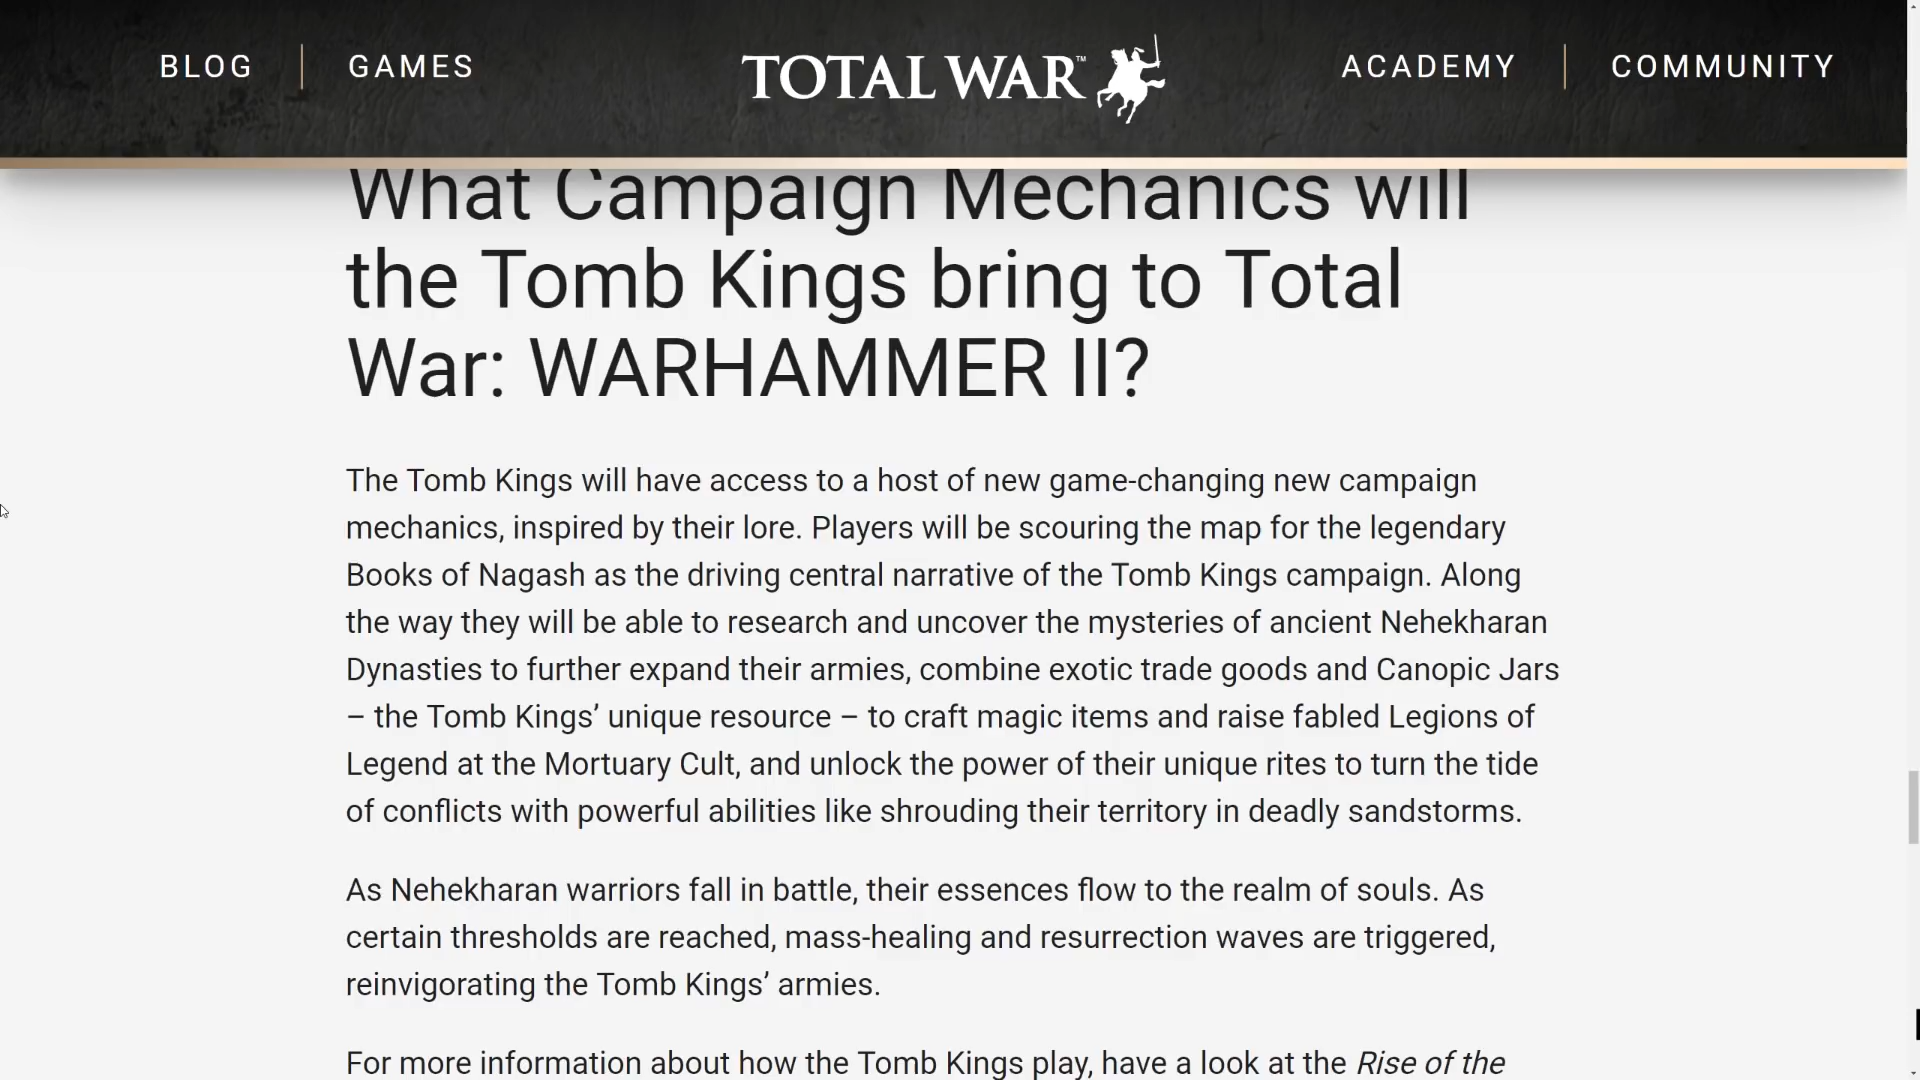 BLOG
GAMES
TOTAL WAR™
ACADEMY
COMMUNITY
What Campaign Mechanics will
the Tomb Kings bring to Total
War: WARHAMMER II?
The Tomb Kings will have access to a host of new game-changing new campaign
mechanics, inspired by their lore. Players will be scouring the map for the legendary
Books of Nagash as the driving central narrative of the Tomb Kings campaign. Along
the way they will be able to research and uncover the mysteries of ancient Nehekharan
Dynasties to further expand their armies, combine exotic trade goods and Canopic Jars
– the Tomb Kings’ unique resource – to craft magic items and raise fabled Legions of
Legend at the Mortuary Cult, and unlock the power of their unique rites to turn the tide
of conflicts with powerful abilities like shrouding their territory in deadly sandstorms.
As Nehekharan warriors fall in battle, their essences flow to the realm of souls. As
certain thresholds are reached, mass-healing and resurrection waves are triggered,
reinvigorating the Tomb Kings’ armies.
For more information about how the Tomb Kings play, have a look at the Rise of the